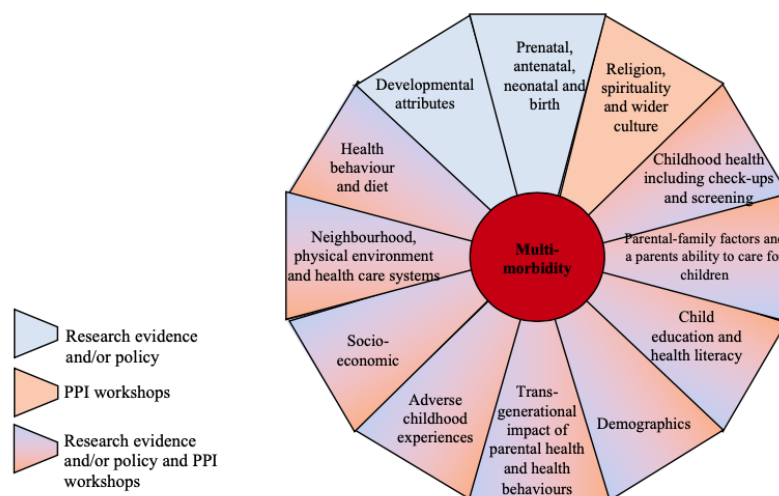 Prenatal,
antenatal,
neonatal and
birth
Religion,
spirituality
and wider
culture
Childhood health
including check-ups
and screening
Parental-family factors and
a parents ability to care for
children
Child
education and
health literacy
Demographics
Trans-
generational
impact of
parental health
and health
behaviours
Adverse
childhood
experiences
Socio-
economic
Neighbourhood,
physical environment
and health care systems
Health
behaviour
and diet
Developmental
attributes
Multi-
morbidity
Research evidence
and/or policy
PPI workshops
Research evidence
and/or policy and PPI
workshops